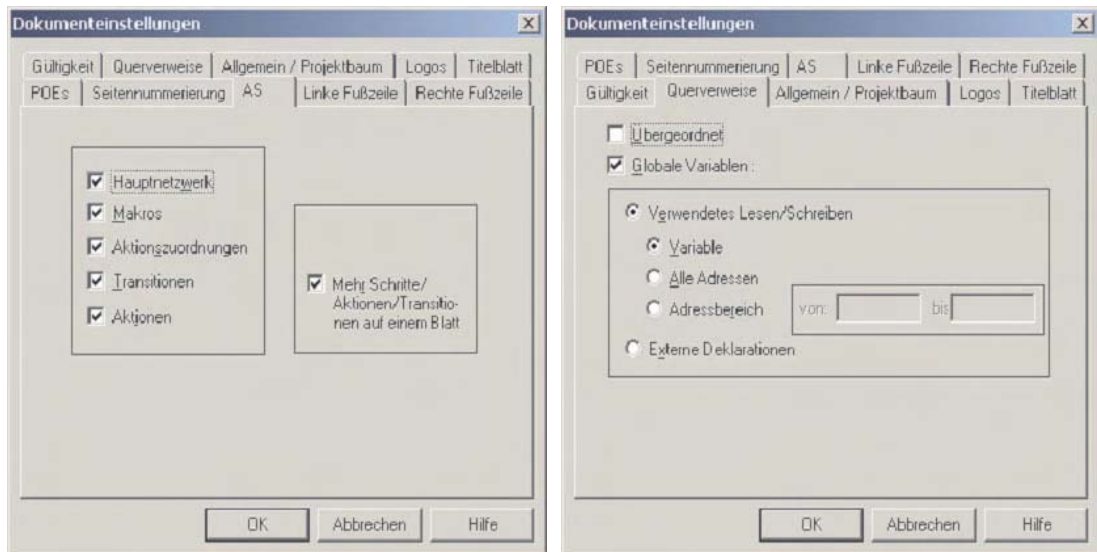 Dokumenteinstellungen
Gültigkeit Querverweise Allgemein / Projektbaum Logos Titelblatt
POEs Seitennummerierung AS Linke Fußzeile Rechte Fußzeile
Hauptnetzwerk
Makros
Aktionszuordnungen
Transitionen
Aktionen
Mehr Schritte/
Aktionen/Transitio-
nen auf einem Blatt
OK Abbrechen Hilfe
Dokumenteinstellungen
POEs Seitennummerierung AS Linke Fußzeile Rechte Fußzeile
Gültigkeit Querverweise Allgemein / Projektbaum Logos Titelblatt
Übergeordnet
Globale Variablen :
Verwendetes Lesen/Schreiben
Variable
Alle Adressen
Adressbereich von: bis
Externe Deklarationen
OK Abbrechen Hilfe